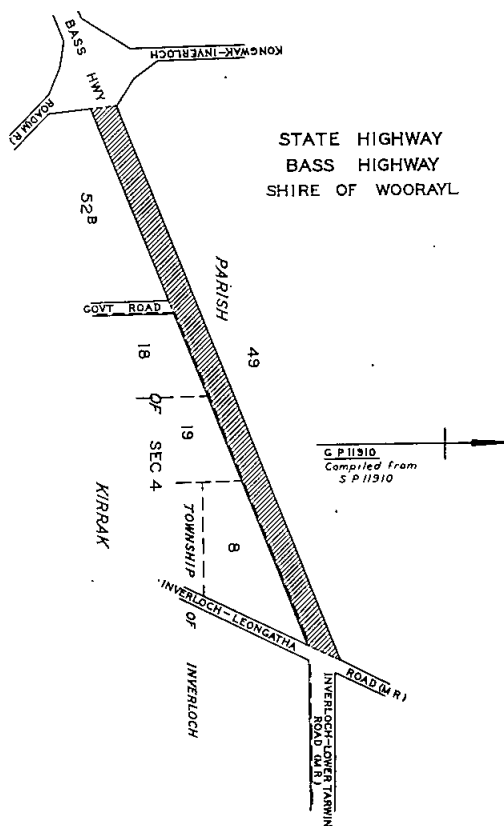 BASS HWY
KONGWAK-INVERLOCH
ROAD (M R)
STATE HIGHWAY
BASS HIGHWAY
SHIRE OF WOORAYL
52B
PARISH
GOVT ROAD
49
18
OF
19
SEC 4
G P 11910
Compiled from
S P 11910
KIRRAK
8
TOWNSHIP
OF
INVERLOCH
INVERLOCH-LEONGATHA
ROAD (M R)
INVERLOCH-LOWER TARWIN
ROAD (M R)